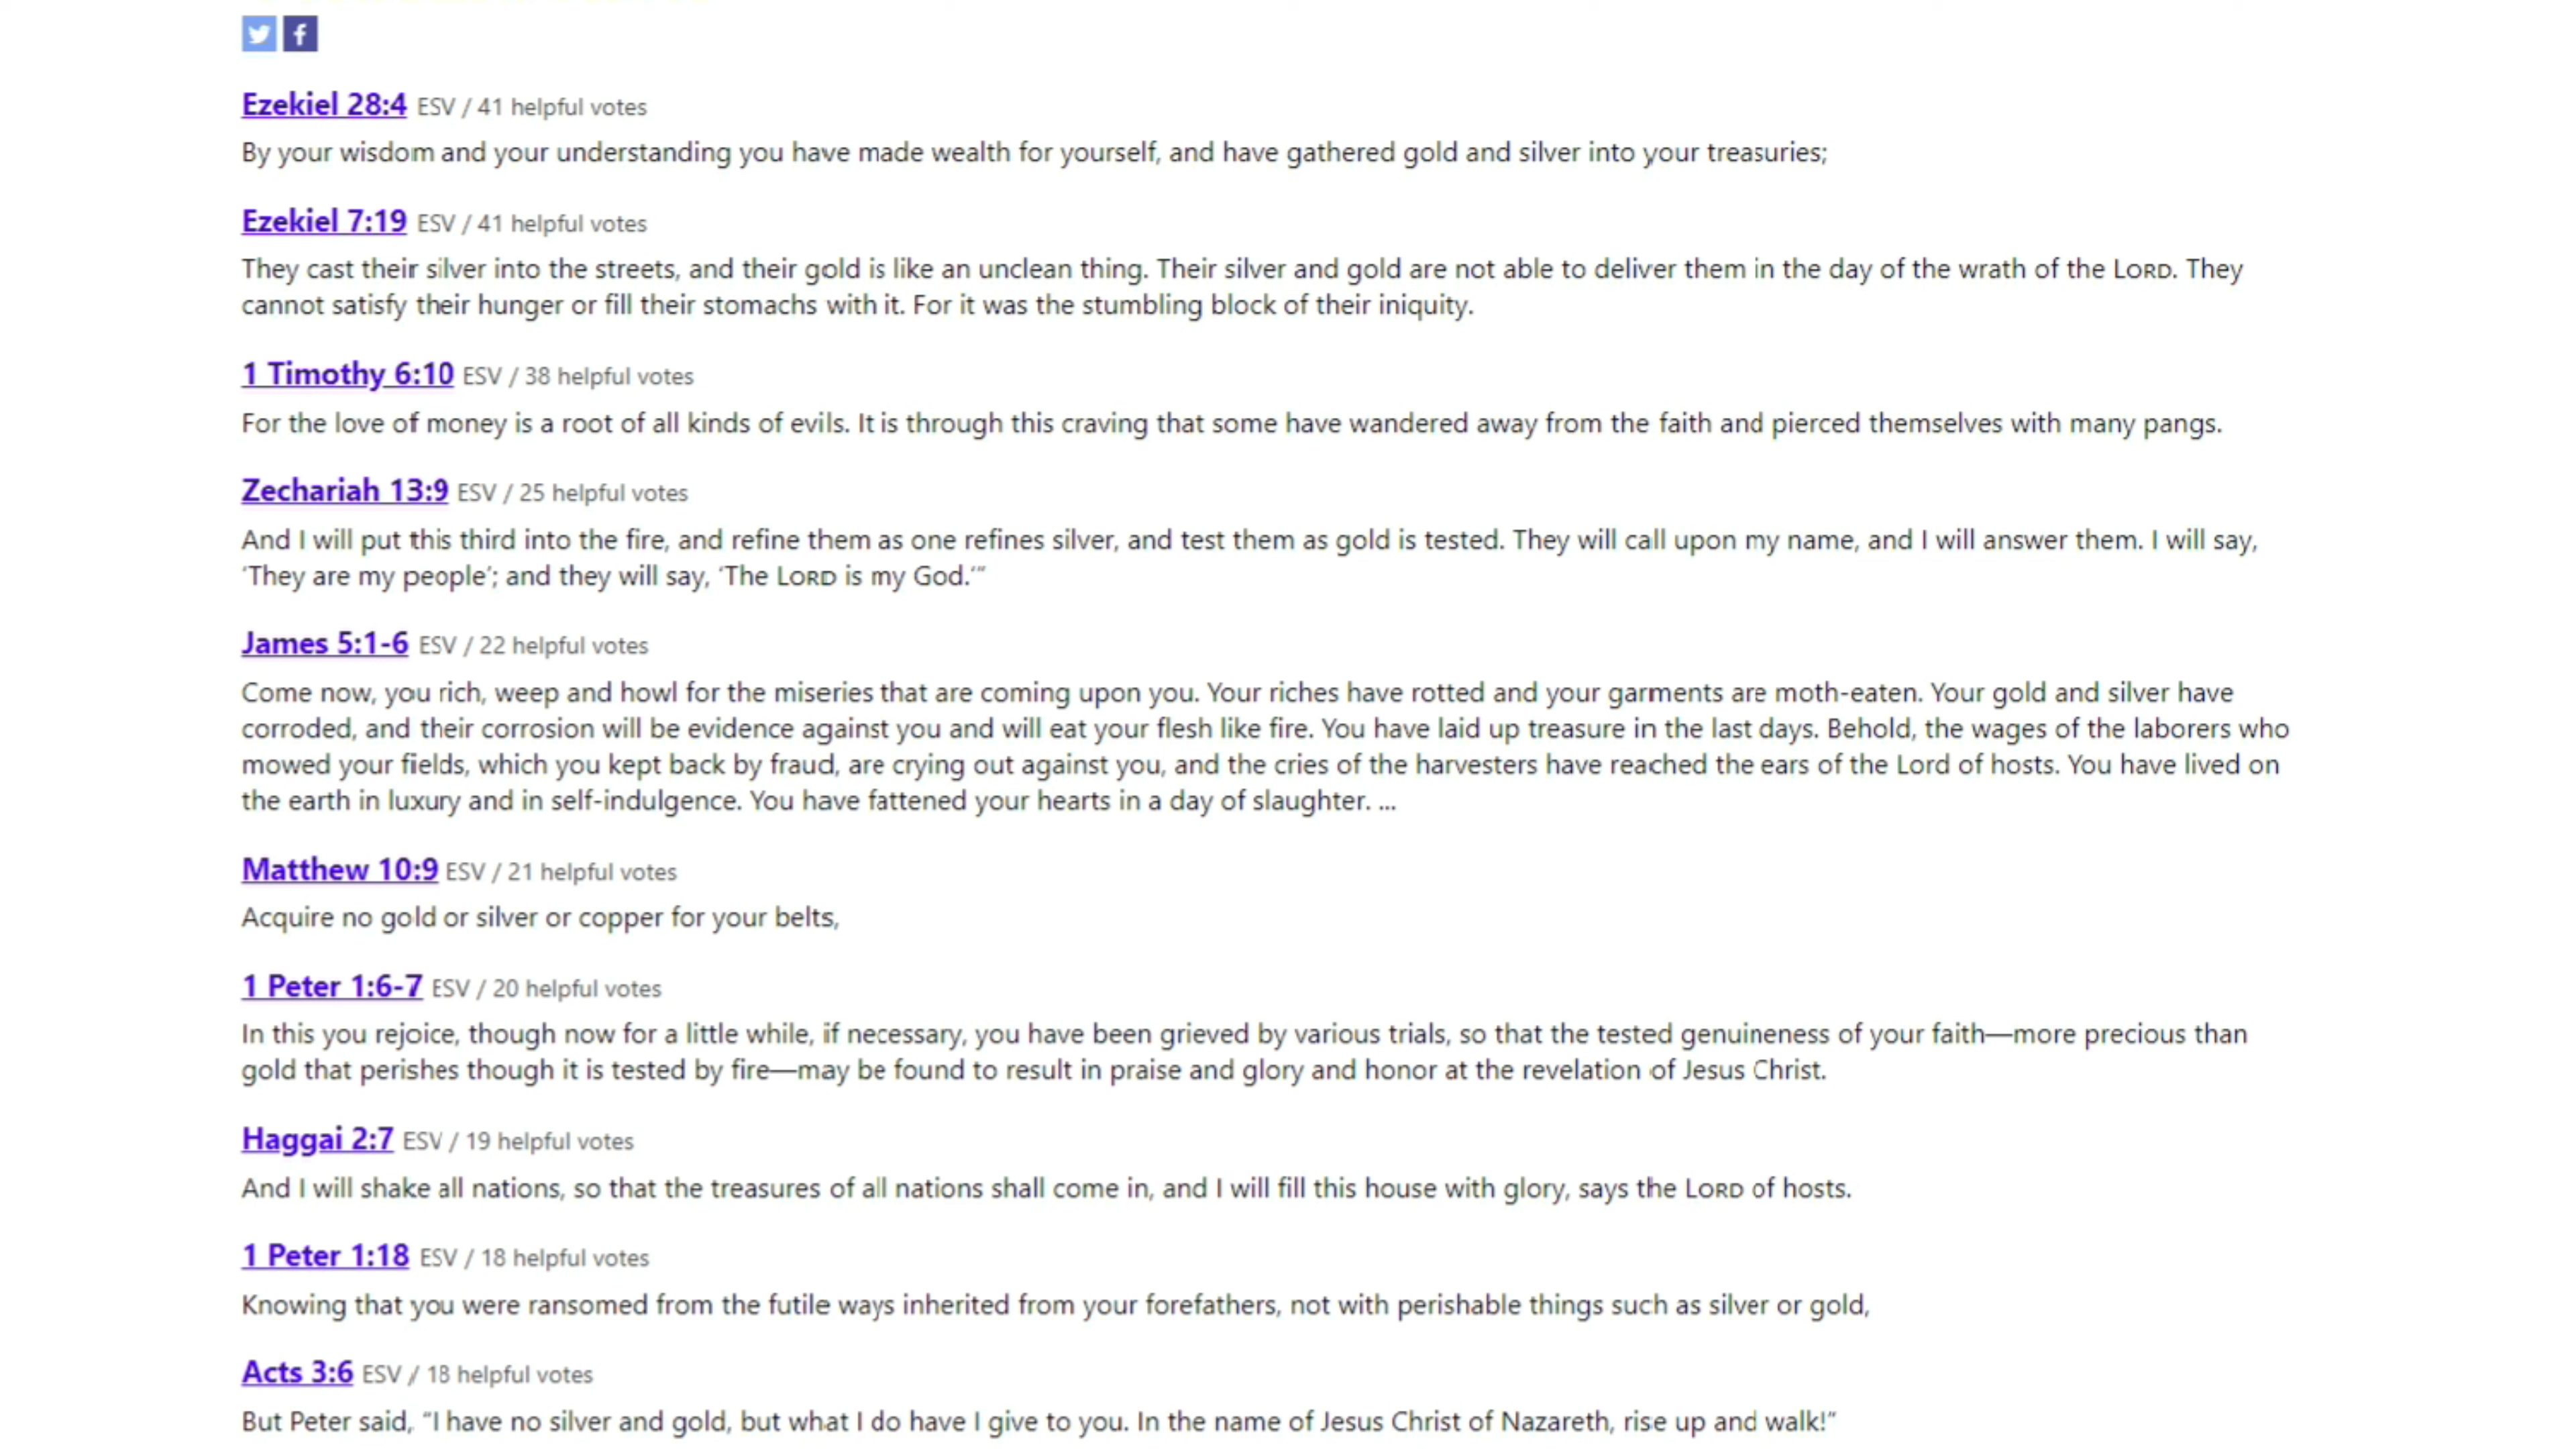 Ezekiel 28:4 ESV / 41 helpful votes
By your wisdom and your understanding you have made wealth for yourself, and have gathered gold and silver into your treasuries;
Ezekiel 7:19 ESV / 41 helpful votes
They cast their silver into the streets, and their gold is like an unclean thing. Their silver and gold are not able to deliver them in the day of the wrath of the LORD. They
cannot satisfy their hunger or fill their stomachs with it. For it was the stumbling block of their iniquity.
1 Timothy 6:10 ESV / 38 helpful votes
For the love of money is a root of all kinds of evils. It is through this craving that some have wandered away from the faith and pierced themselves with many pangs.
Zechariah 13:9 ESV / 25 helpful votes
And I will put this third into the fire, and refine them as one refines silver, and test them as gold is tested. They will call upon my name, and I will answer them. I will say,
‘They are my people’; and they will say, ‘The LORD is my God.’”
James 5:1-6 ESV / 22 helpful votes
Come now, you rich, weep and howl for the miseries that are coming upon you. Your riches have rotted and your garments are moth-eaten. Your gold and silver have
corroded, and their corrosion will be evidence against you and will eat your flesh like fire. You have laid up treasure in the last days. Behold, the wages of the laborers who
mowed your fields, which you kept back by fraud, are crying out against you, and the cries of the harvesters have reached the ears of the Lord of hosts. You have lived on
the earth in luxury and in self-indulgence. You have fattened your hearts in a day of slaughter. ...
Matthew 10:9 ESV / 21 helpful votes
Acquire no gold or silver or copper for your belts,
1 Peter 1:6-7 ESV / 20 helpful votes
In this you rejoice, though now for a little while, if necessary, you have been grieved by various trials, so that the tested genuineness of your faith—more precious than
gold that perishes though it is tested by fire—may be found to result in praise and glory and honor at the revelation of Jesus Christ.
Haggai 2:7 ESV / 19 helpful votes
And I will shake all nations, so that the treasures of all nations shall come in, and I will fill this house with glory, says the LORD of hosts.
1 Peter 1:18 ESV / 18 helpful votes
Knowing that you were ransomed from the futile ways inherited from your forefathers, not with perishable things such as silver or gold,
Acts 3:6 ESV / 18 helpful votes
But Peter said, “I have no silver and gold, but what I do have I give to you. In the name of Jesus Christ of Nazareth, rise up and walk!”